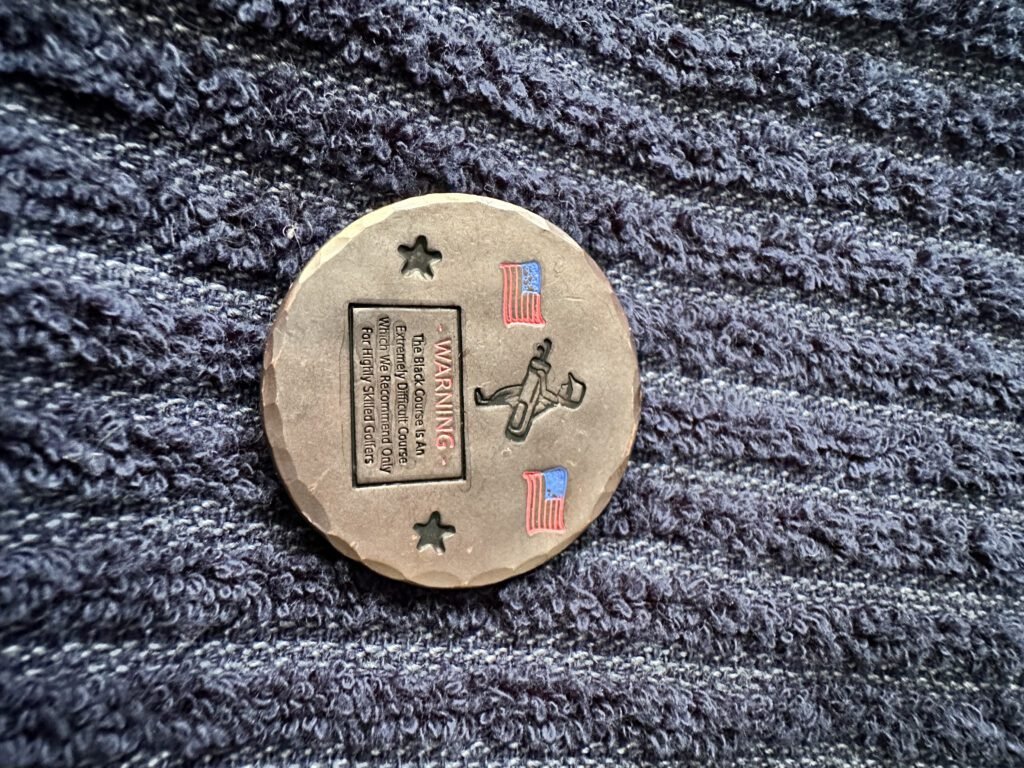 - WARNING -
The Black Course Is An
Extremely Difficult Course
Which We Recommend Only
For Highly Skilled Golfers